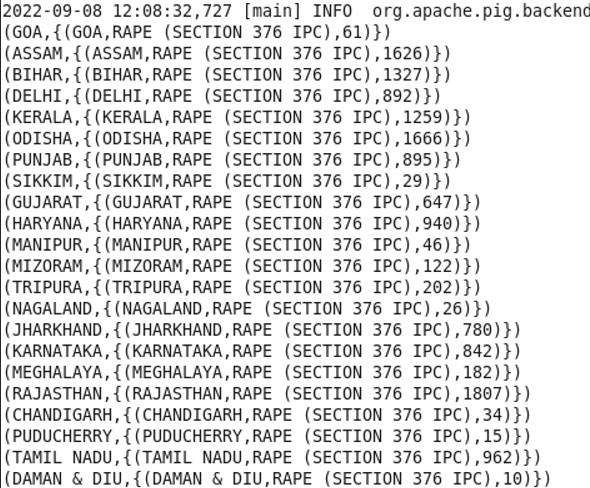 2022-09-08 12:08:32,727 [main] INFO  org.apache.pig.backend
(GOA,{(GOA,RAPE (SECTION 376 IPC),61)})
(ASSAM,{(ASSAM,RAPE (SECTION 376 IPC),1626)})
(BIHAR,{(BIHAR,RAPE (SECTION 376 IPC),1327)})
(DELHI,{(DELHI,RAPE (SECTION 376 IPC),892)})
(KERALA,{(KERALA,RAPE (SECTION 376 IPC),1259)})
(ODISHA,{(ODISHA,RAPE (SECTION 376 IPC),1666)})
(PUNJAB,{(PUNJAB,RAPE (SECTION 376 IPC),895)})
(SIKKIM,{(SIKKIM,RAPE (SECTION 376 IPC),29)})
(GUJARAT,{(GUJARAT,RAPE (SECTION 376 IPC),647)})
(HARYANA,{(HARYANA,RAPE (SECTION 376 IPC),940)})
(MANIPUR,{(MANIPUR,RAPE (SECTION 376 IPC),46)})
(MIZORAM,{(MIZORAM,RAPE (SECTION 376 IPC),122)})
(TRIPURA,{(TRIPURA,RAPE (SECTION 376 IPC),202)})
(NAGALAND,{(NAGALAND,RAPE (SECTION 376 IPC),26)})
(JHARKHAND,{(JHARKHAND,RAPE (SECTION 376 IPC),780)})
(KARNATAKA,{(KARNATAKA,RAPE (SECTION 376 IPC),842)})
(MEGHALAYA,{(MEGHALAYA,RAPE (SECTION 376 IPC),182)})
(RAJASTHAN,{(RAJASTHAN,RAPE (SECTION 376 IPC),1807)})
(CHANDIGARH,{(CHANDIGARH,RAPE (SECTION 376 IPC),34)})
(PUDUCHERRY,{(PUDUCHERRY,RAPE (SECTION 376 IPC),15)})
(TAMIL NADU,{(TAMIL NADU,RAPE (SECTION 376 IPC),962)})
(DAMAN & DIU,{(DAMAN & DIU,RAPE (SECTION 376 IPC),10)})